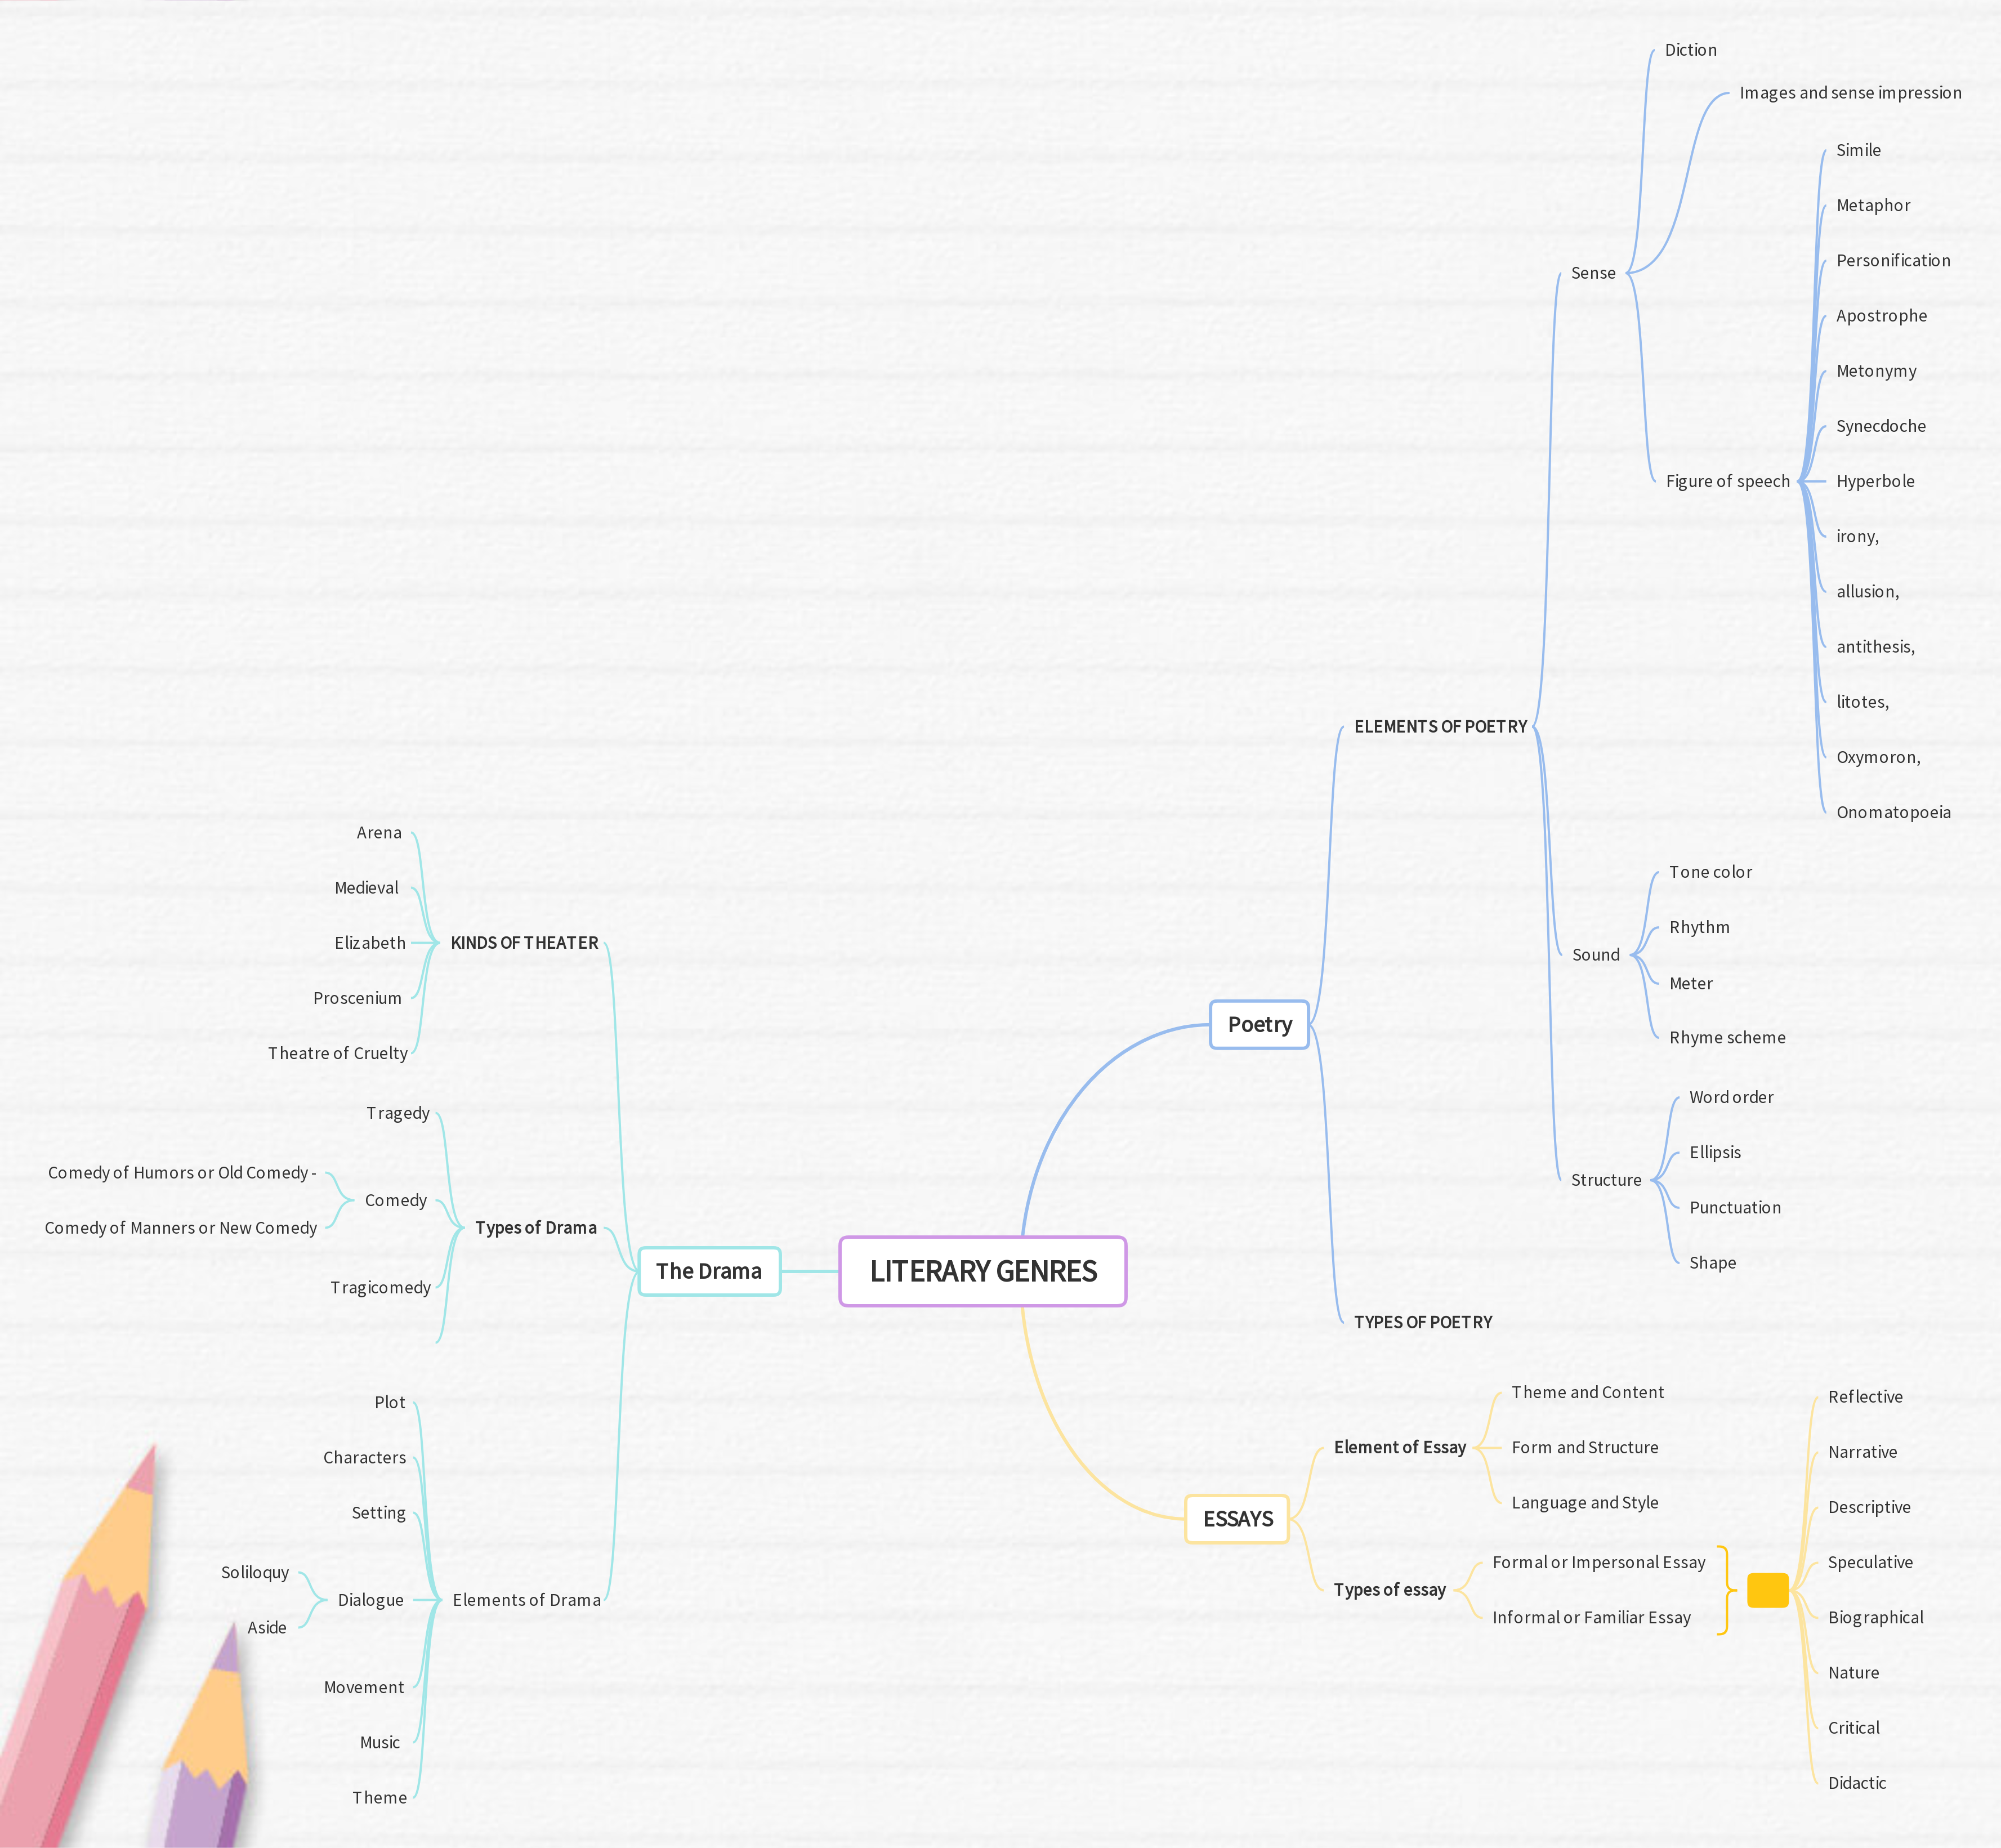 LITERARY GENRES
Poetry
ELEMENTS OF POETRY
Sense
Diction
Images and sense impression
Figure of speech
Simile
Metaphor
Personification
Apostrophe
Metonymy
Synecdoche
Hyperbole
irony,
allusion,
antithesis,
litotes,
Oxymoron,
Onomatopoeia
Sound
Tone color
Rhythm
Meter
Rhyme scheme
Structure
Word order
Ellipsis
Punctuation
Shape
TYPES OF POETRY
ESSAYS
Element of Essay
Theme and Content
Form and Structure
Language and Style
Types of essay
Formal or Impersonal Essay
Informal or Familiar Essay
Reflective
Narrative
Descriptive
Speculative
Biographical
Nature
Critical
Didactic
The Drama
KINDS OF THEATER
Arena
Medieval
Elizabeth
Proscenium
Theatre of Cruelty
Types of Drama
Tragedy
Comedy
Comedy of Humors or Old Comedy -
Comedy of Manners or New Comedy
Tragicomedy
Elements of Drama
Plot
Characters
Setting
Dialogue
Soliloquy
Aside
Movement
Music
Theme